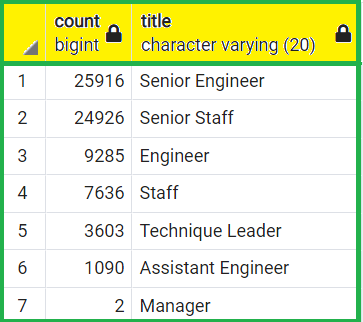 count title
bigint character varying (20)
1 25916 Senior Engineer
2 24926 Senior Staff
3 9285 Engineer
4 7636 Staff
5 3603 Technique Leader
6 1090 Assistant Engineer
7 2 Manager